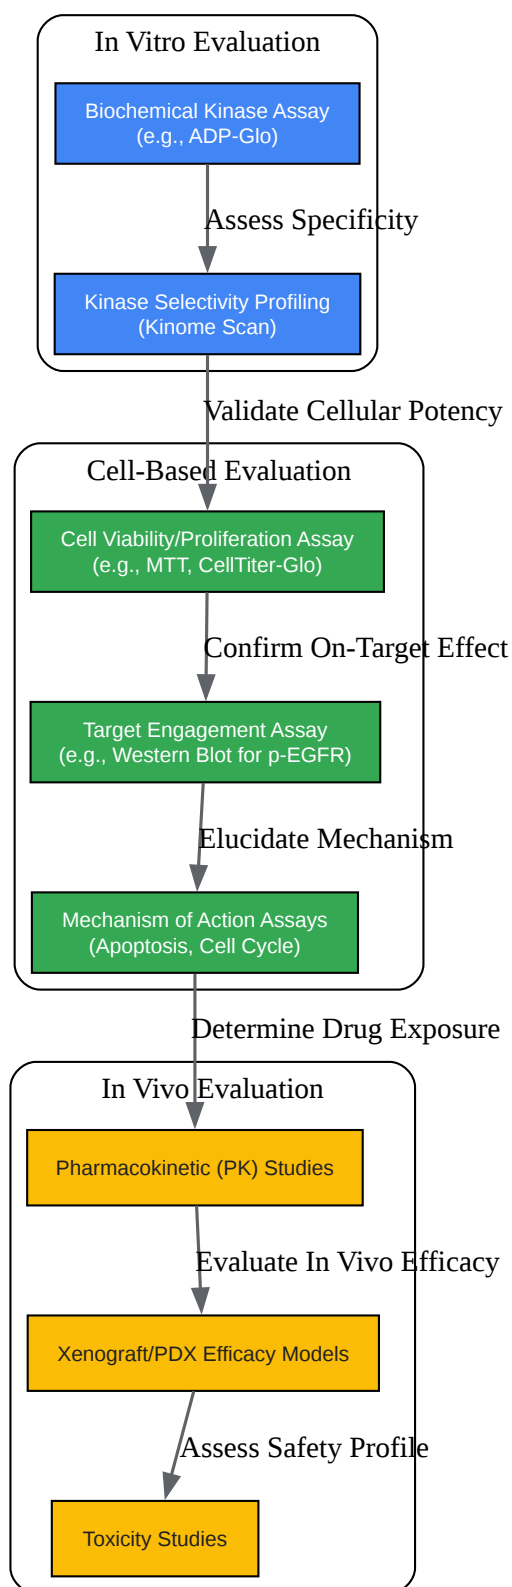 In Vitro Evaluation
Biochemical Kinase Assay
(e.g., ADP-Glo)
Assess Specificity
Kinase Selectivity Profiling
(Kinome Scan)
Validate Cellular Potency
Cell-Based Evaluation
Cell Viability/Proliferation Assay
(e.g., MTT, CellTiter-Glo)
Confirm On-Target Effect
Target Engagement Assay
(e.g., Western Blot for p-EGFR)
Elucidate Mechanism
Mechanism of Action Assays
(Apoptosis, Cell Cycle)
Determine Drug Exposure
In Vivo Evaluation
Pharmacokinetic (PK) Studies
Evaluate In Vivo Efficacy
Xenograft/PDX Efficacy Models
Assess Safety Profile
Toxicity Studies